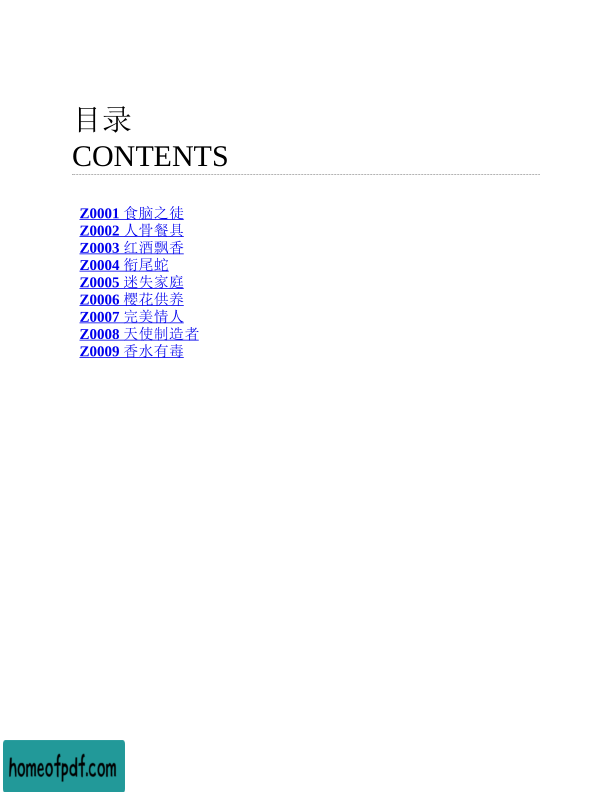 目录
CONTENTS
Z0001 食脑之徒
Z0002 人骨餐具
Z0003 红酒飘香
Z0004 衔尾蛇
Z0005 迷失家庭
Z0006 樱花供养
Z0007 完美情人
Z0008 天使制造者
Z0009 香水有毒
homeofpdf.com